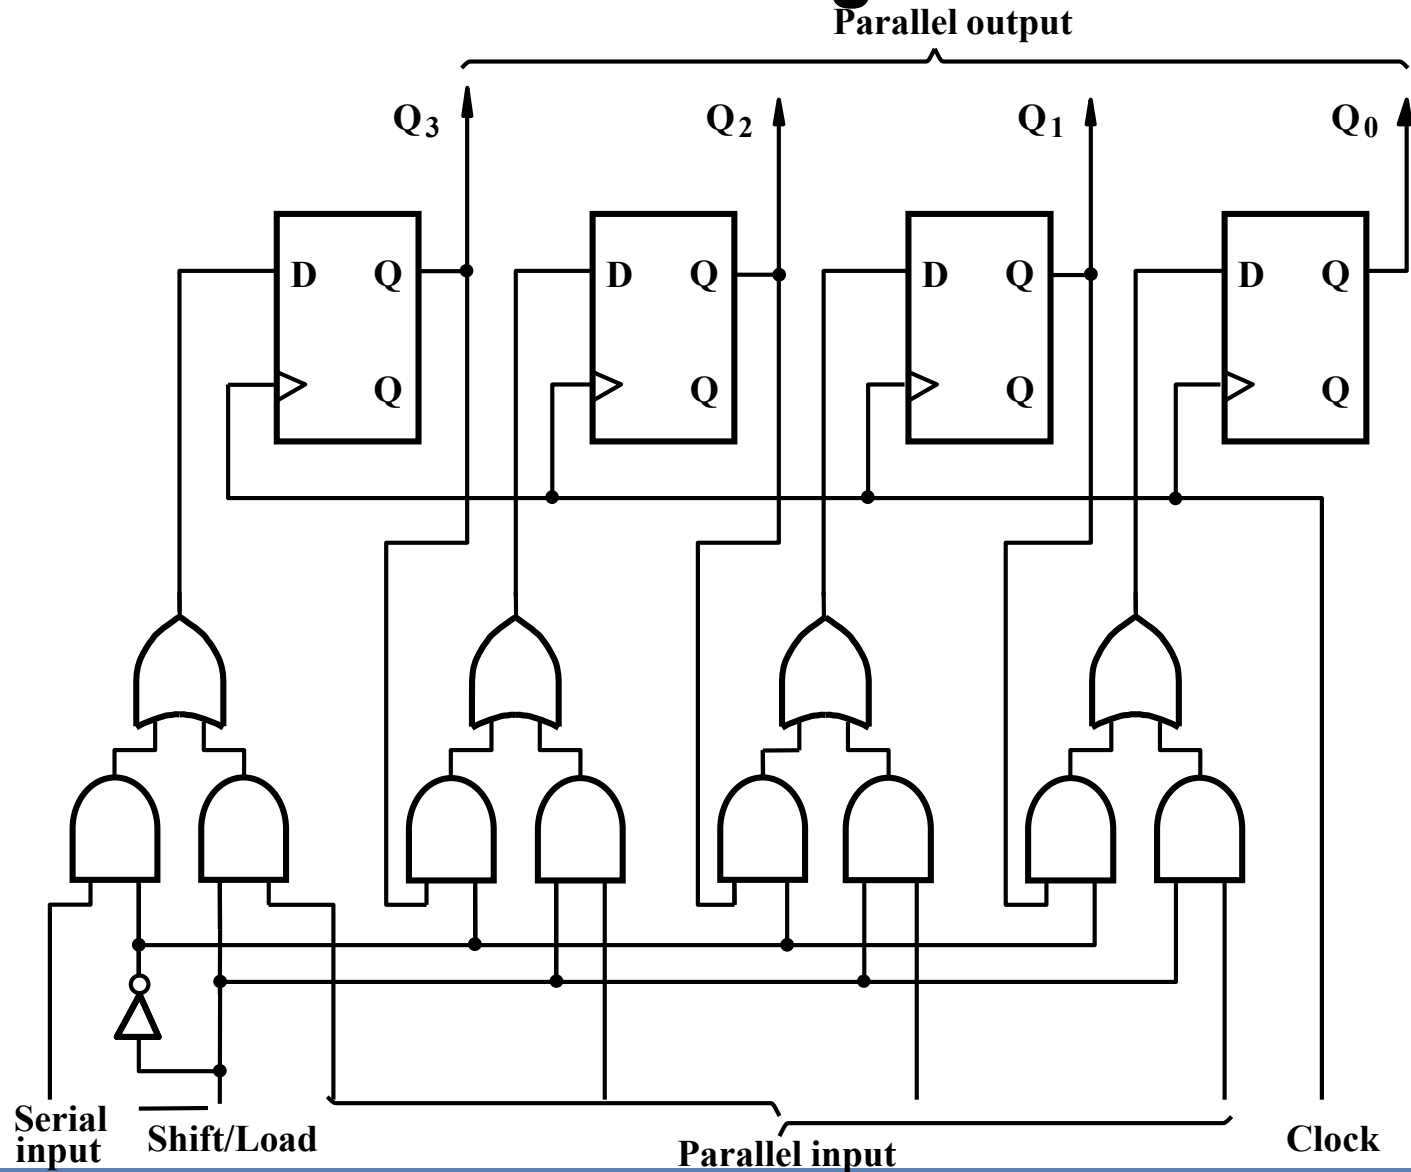 Parallel output
Q3 Q2 Q1 Q0
D Q D Q D Q D Q
Q Q Q Q
Serial input
Shift/Load
Parallel input
Clock